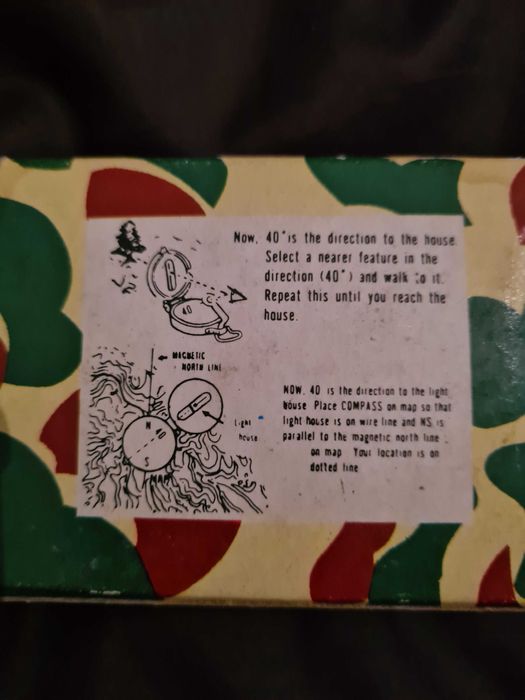 Now, 40° is the direction to the house.
Select a nearer feature in the
direction (40°) and walk to it.
Repeat this until you reach the
house.
40
MAGNETIC
NORTH LINE
NOW, 40 is the direction to the light
house Place COMPASS on map so that
light house is on wire line and NS is
parallel to the magnetic north line
on map Your location is on
dotted line
Light
house
N
40
S
MAP